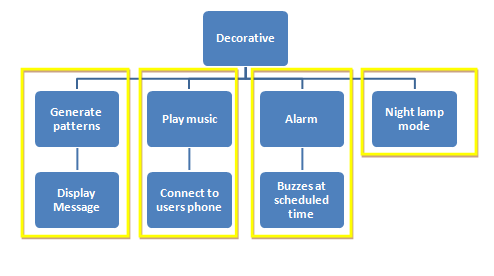 Decorative
Generate
patterns
Play music
Alarm
Night lamp
mode
Display
Message
Connect to
users phone
Buzzes at
scheduled
time